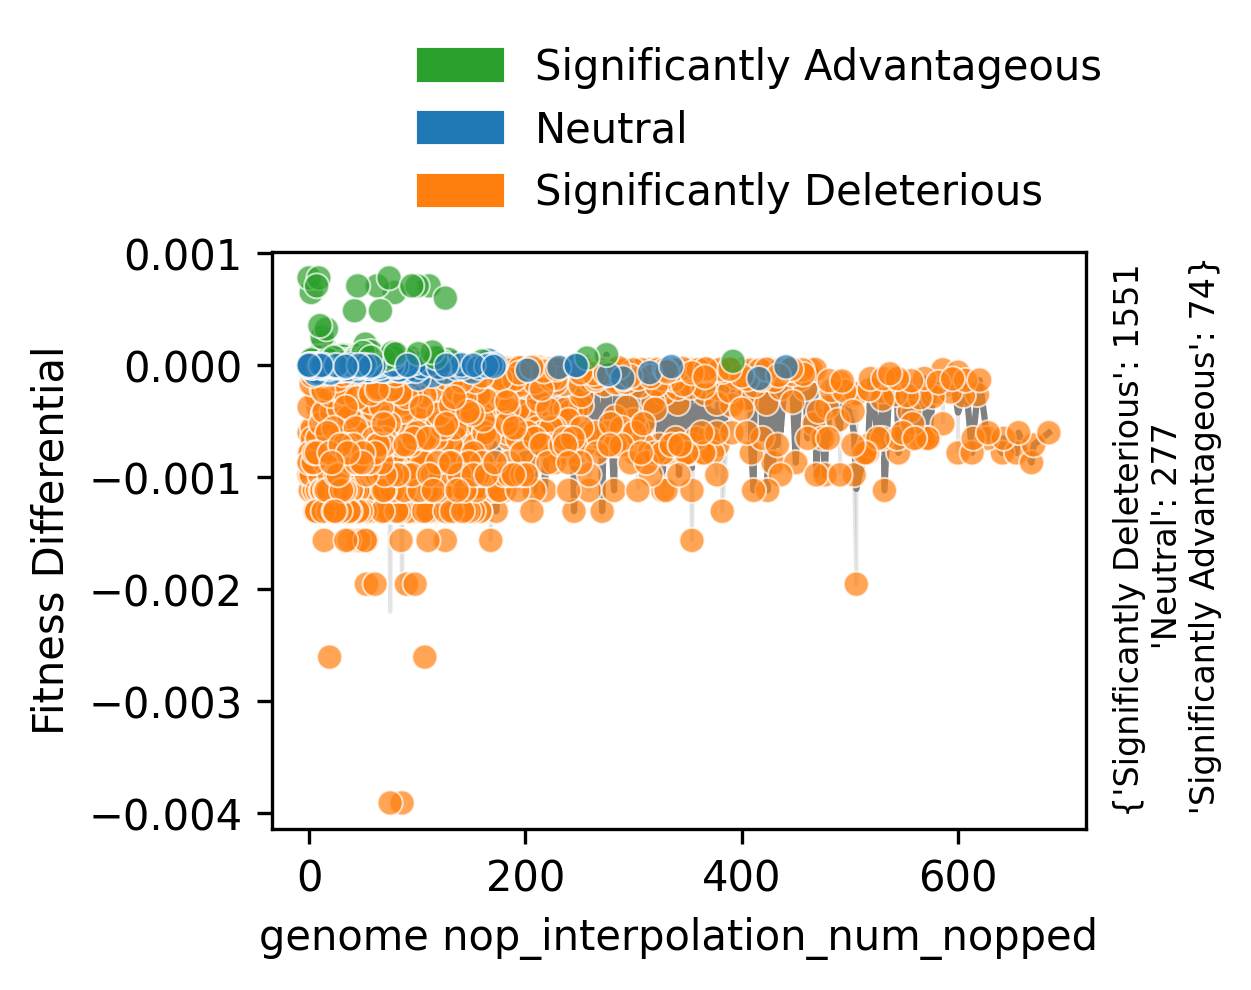 Significantly Advantageous
Neutral
Significantly Deleterious
0.001
0.000
−0.001
−0.002
−0.003
−0.004
Fitness Differential
0
200
400
600
genome nop_interpolation_num_nopped
{'Significantly Deleterious': 1551
'Neutral': 277
'Significantly Advantageous': 74}